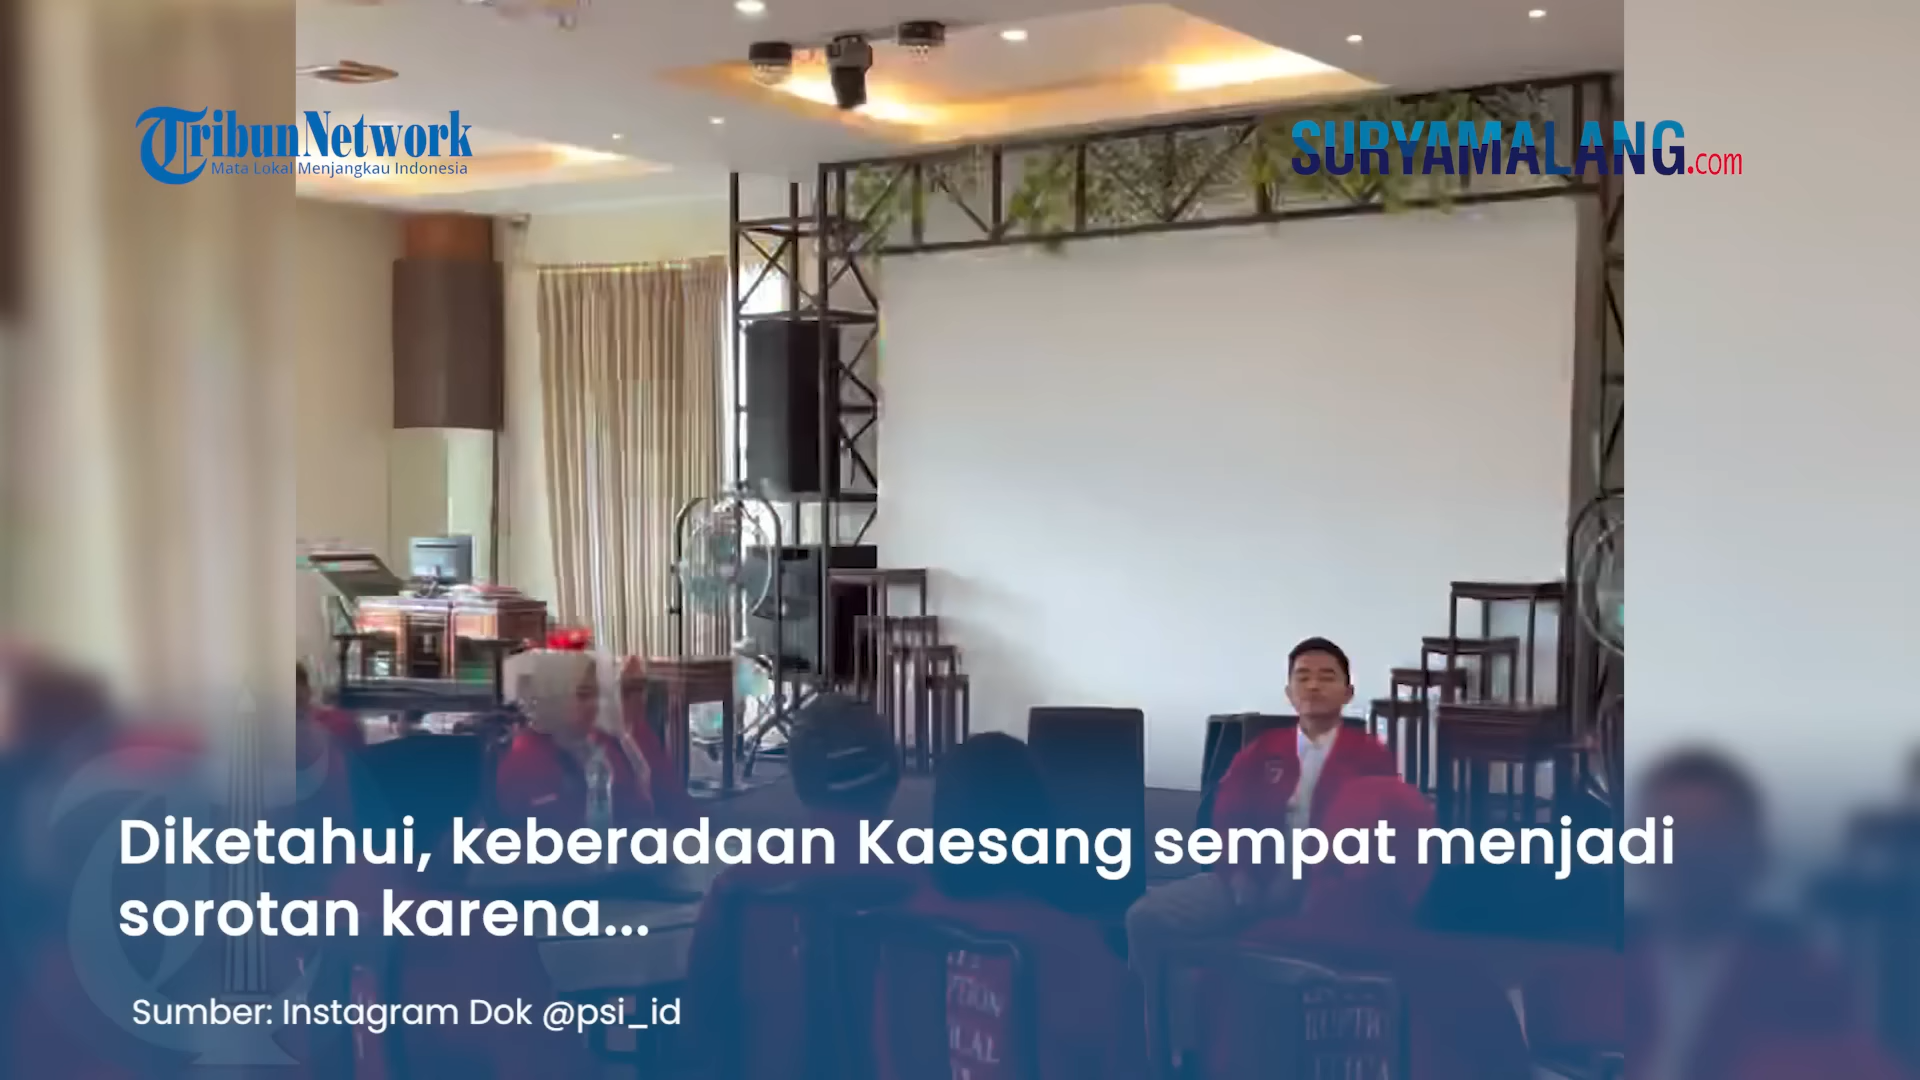 TribunNetwork
Mata Lokal Menjangkau Indonesia
SURYAMALANG.com
Diketahui, keberadaan Kaesang sempat menjadi
sorotan karena...
Sumber: Instagram Dok @psi_id